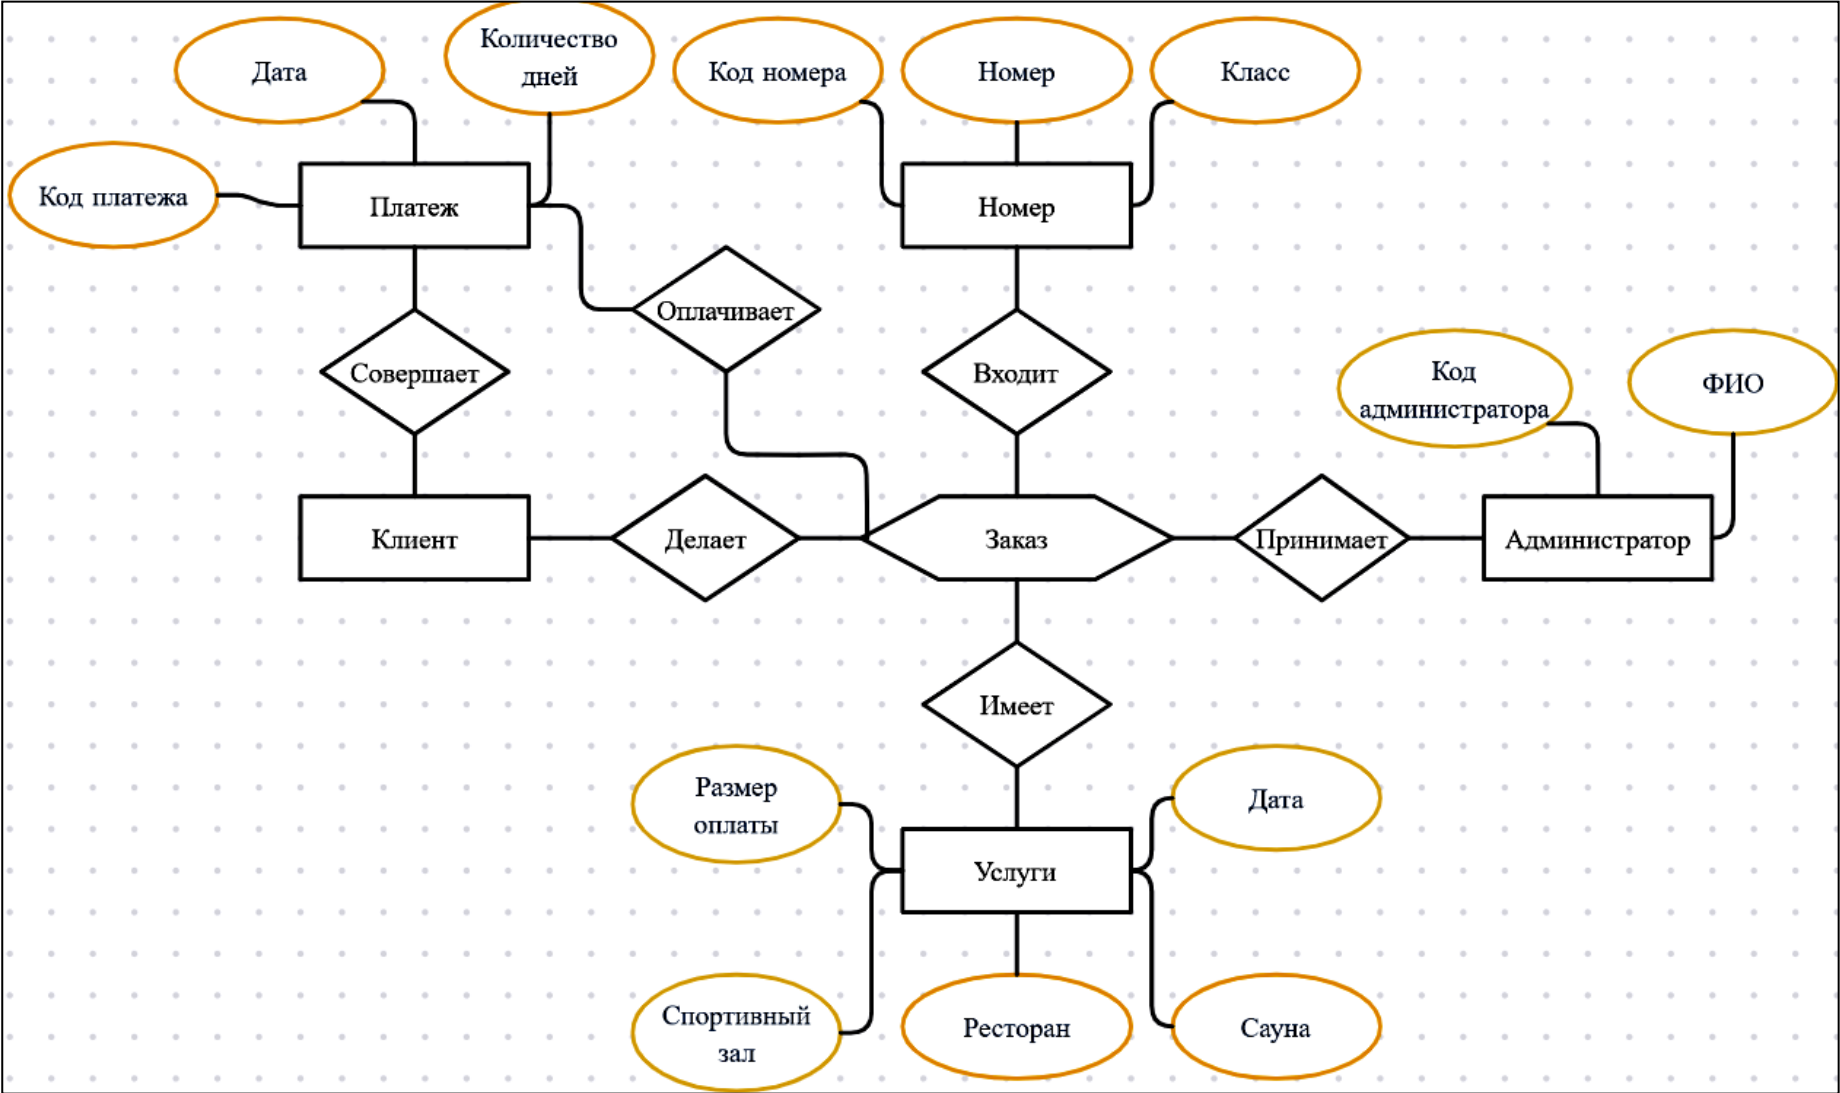 Дата
Количество
дней
Код номера
Номер
Класс
Код платежа
Платеж
Номер
Оплачивает
Совершает
Входит
Код
администратора
ФИО
Клиент
Делает
Заказ
Принимает
Администратор
Имеет
Размер
оплаты
Дата
Услуги
Спортивный
зал
Ресторан
Сауна